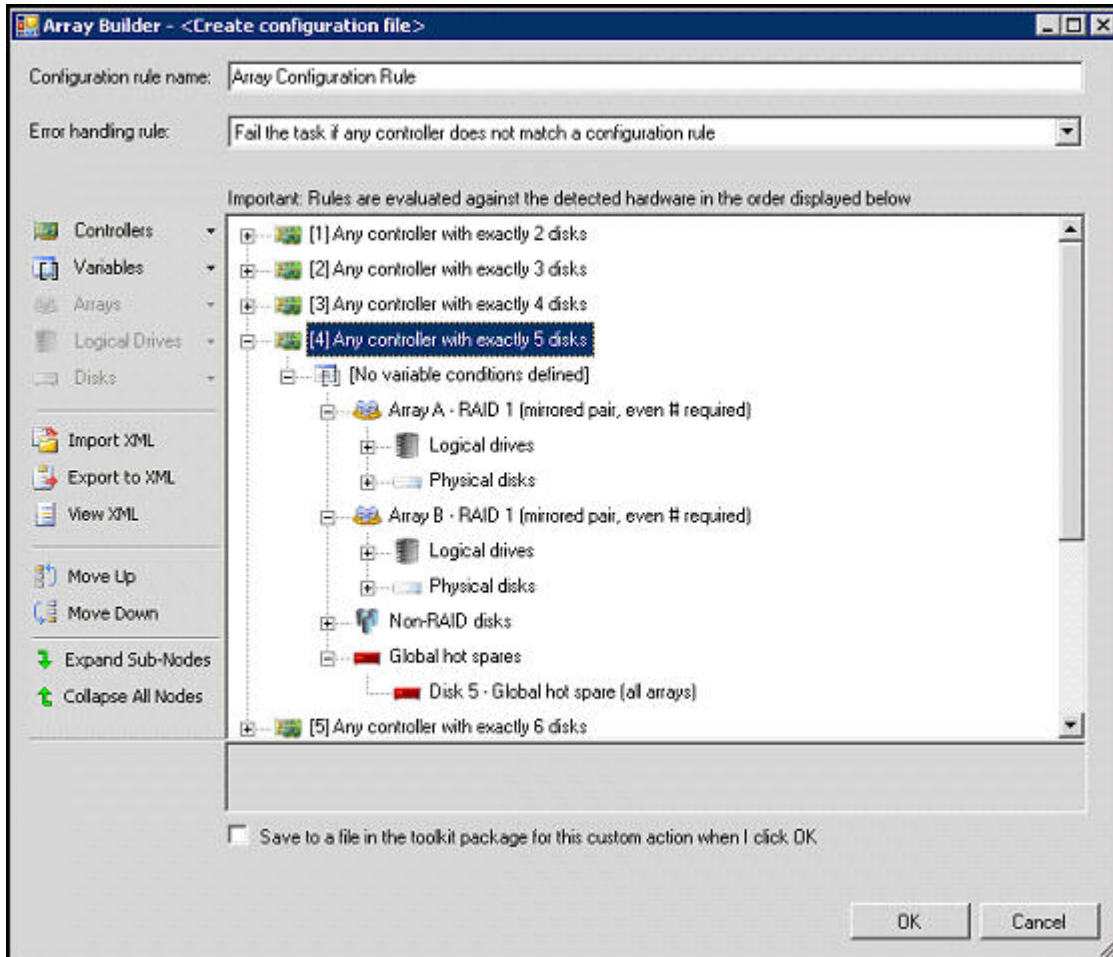 Array Builder - <Create configuration file>
Configuration rule name: Array Configuration Rule
Error handling rule: Fail the task if any controller does not match a configuration rule
Important: Rules are evaluated against the detected hardware in the order displayed below
Controllers
Variables
Arrays
Logical Drives
Disks
Import XML
Export to XML
View XML
Move Up
Move Down
Expand Sub-Nodes
Collapse All Nodes
[1] Any controller with exactly 2 disks
[2] Any controller with exactly 3 disks
[3] Any controller with exactly 4 disks
[4] Any controller with exactly 5 disks
[No variable conditions defined]
Array A - RAID 1 (mirrored pair, even # required)
Logical drives
Physical disks
Array B - RAID 1 (mirrored pair, even # required)
Logical drives
Physical disks
Non-RAID disks
Global hot spares
Disk 5 - Global hot spare (all arrays)
[5] Any controller with exactly 6 disks
Save to a file in the toolkit package for this custom action when I click OK
OK Cancel